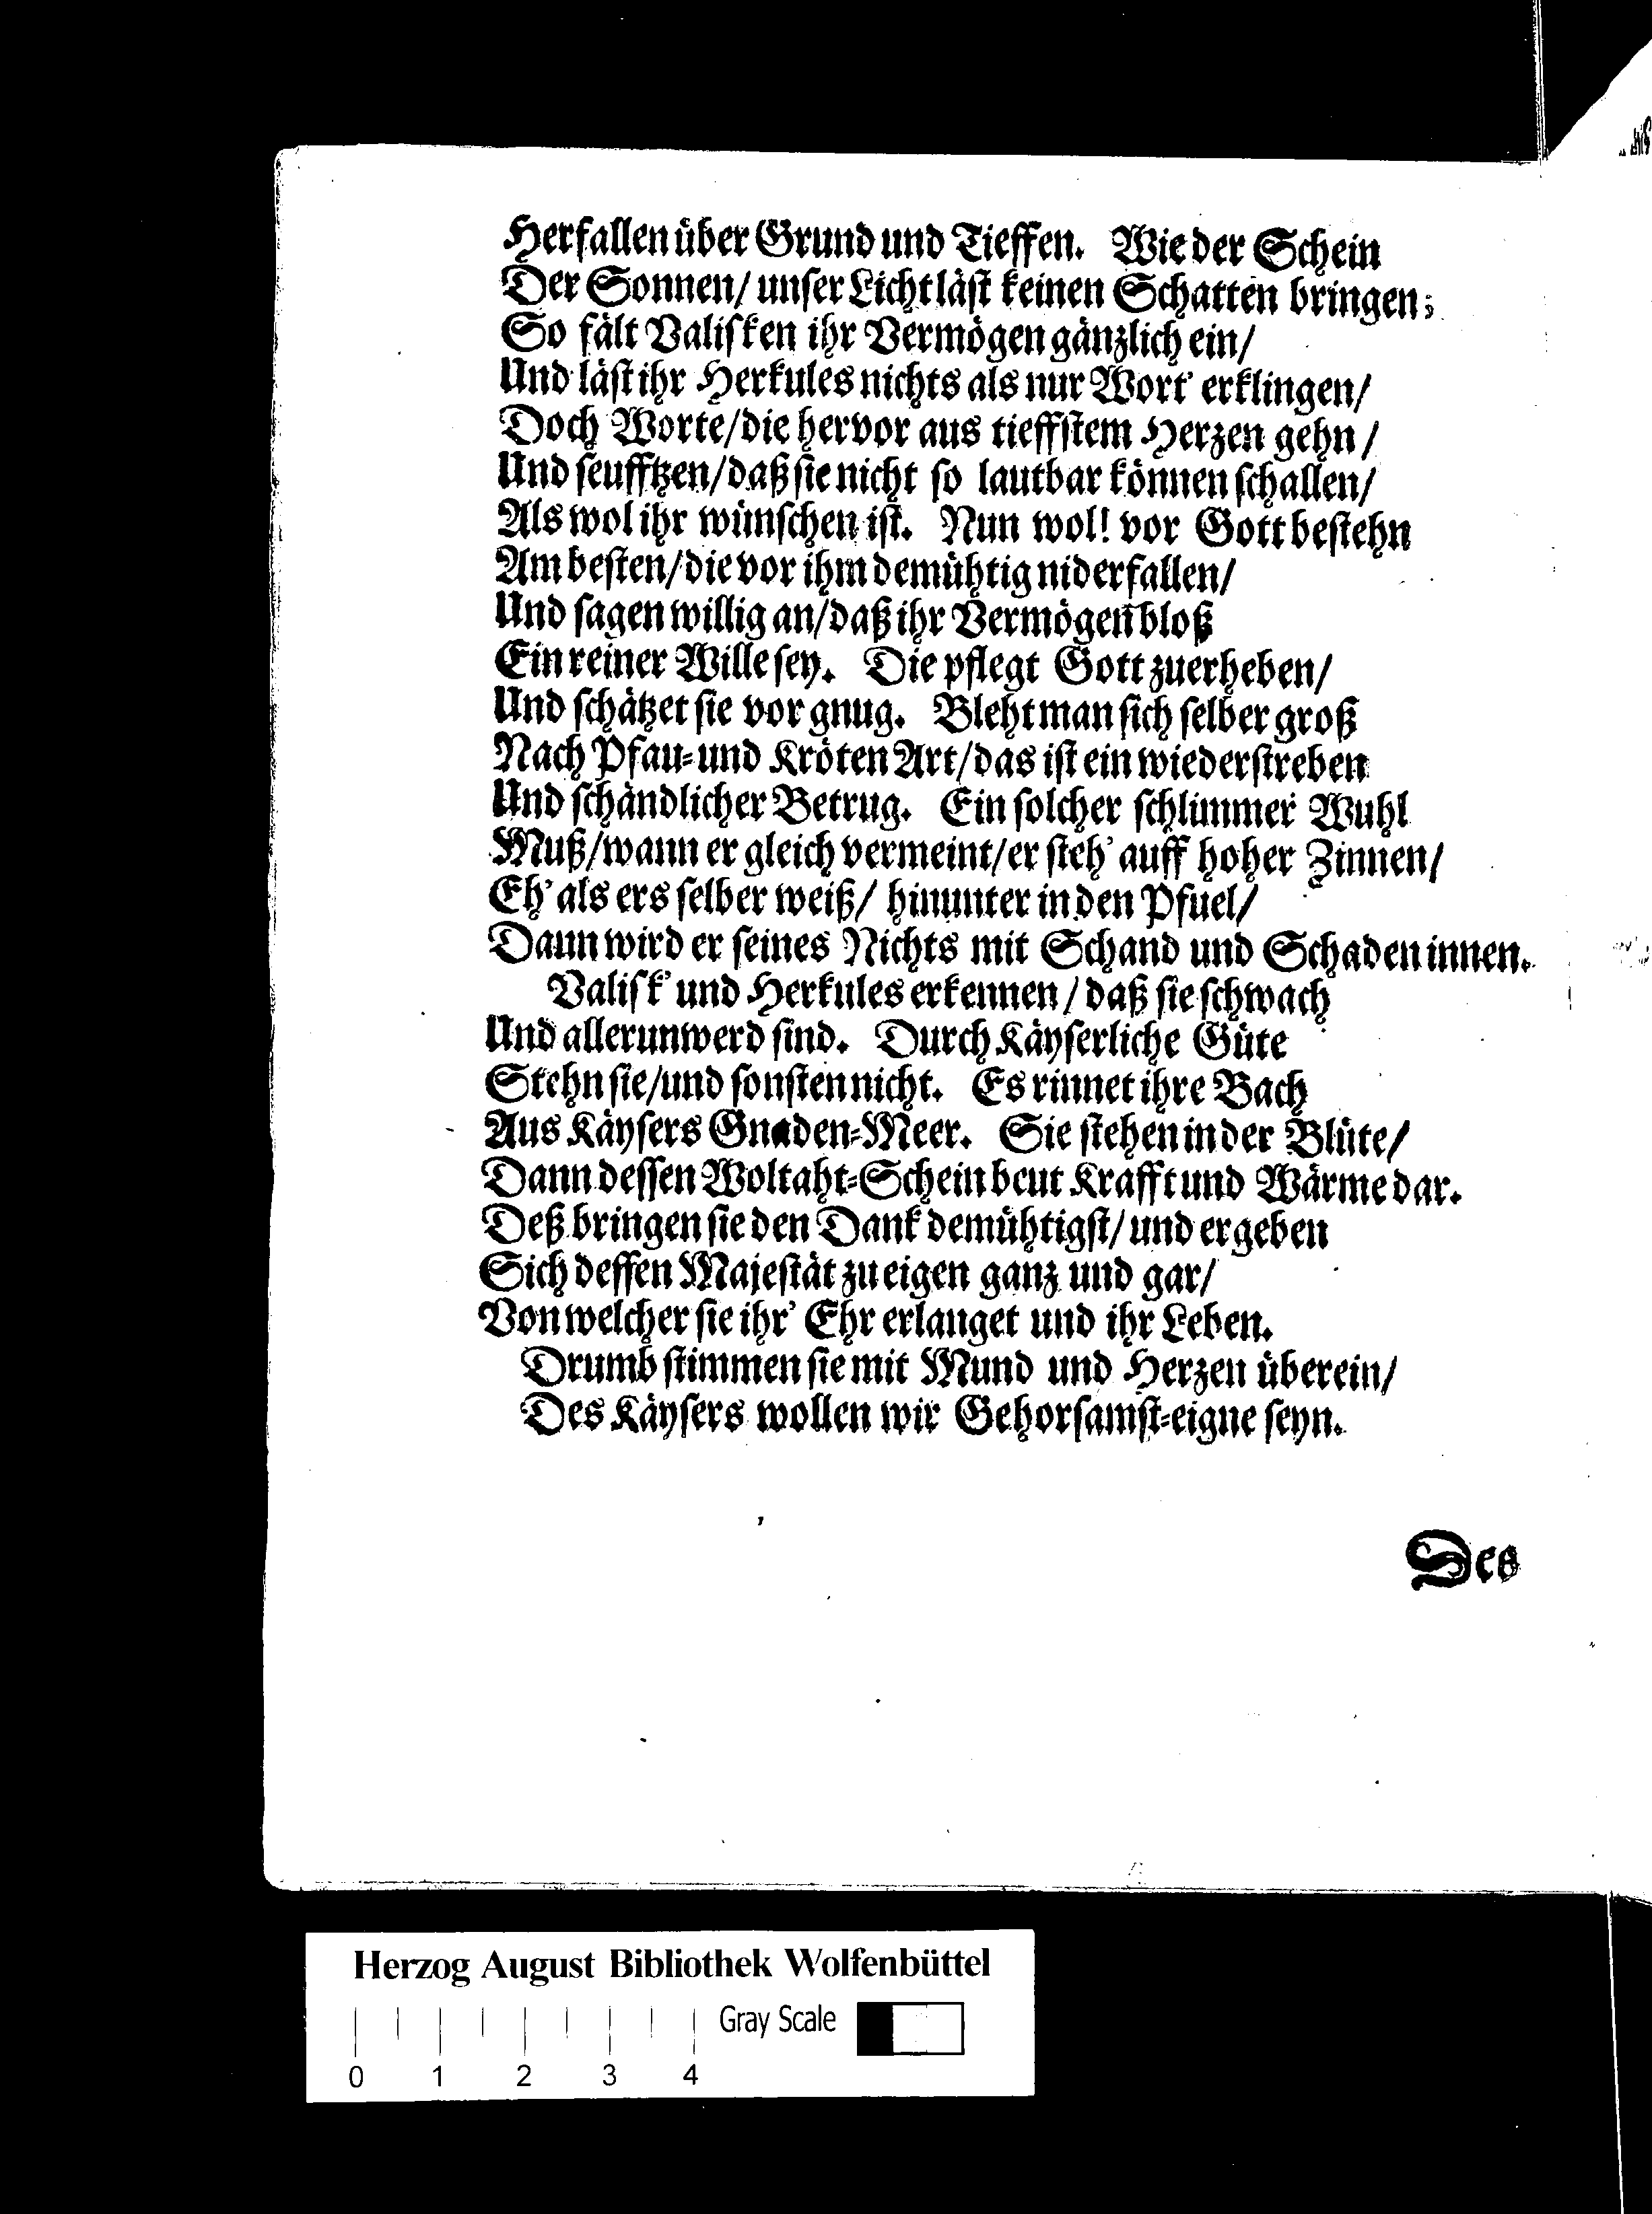 Herfallen über Grund und Tieffen. Wie der Schein
Der Sonnen/ unser Licht läst keinen Schatten bringen;
So fält Valisken ihr Vermögen gänzlich ein/
Und läst ihr Herkules nichts als nur Wort' erklingen/
Doch Worte/die hervor aus tieffstem Herzen gehn/
Und seufftzen/daß sie nicht so lautbar können schallen/
Als wol ihr wünschen ist. Nun wol! vor Gott bestehn
Am besten/die vor ihm demühtig niderfallen/
Und sagen willig an/daß ihr Vermögen bloß
Ein reiner Wille sey. Die pflegt Gott zuerheben/
Und schätzet sie vor gnug. Bleht man sich selber groß
Nach Pfau-und Kröten Art/das ist ein wiederstreben
Und schändlicher Betrug. Ein solcher schlimmer Wuhl
Muß/wann er gleich vermeint/er steh' auff hoher Zinnen/
Eh' als ers selber weiß/ hinunter in den Pfuel/
Dann wird er seines Nichts mit Schand und Schaden innen.
Valisk' und Herkules erkennen/ daß sie schwach
Und allerunwerd sind. Durch Käyserliche Güte
Stehn sie/und sonsten nicht. Es rinnet ihre Bach
Aus Käysers Gnaden-Meer. Sie stehen in der Blüte/
Dann dessen Woltaht-Schein beut Krafft und Wärme dar.
Deß bringen sie den Dank demühtigst/ und ergeben
Sich dessen Majestät zu eigen ganz und gar/
Von welcher sie ihr' Ehr erlanget und ihr Leben.
Drumb stimmen sie mit Mund und Herzen überein/
Des Käysers wollen wir Gehorsamst-eigne seyn.
Des
Herzog August Bibliothek Wolfenbüttel
Gray Scale
0 1 2 3 4